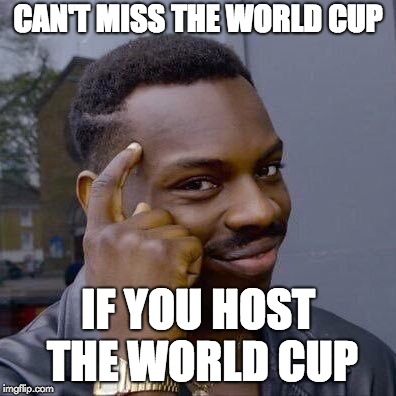 CAN'T MISS THE WORLD CUP
IF YOU HOST
THE WORLD CUP
imgflip.com